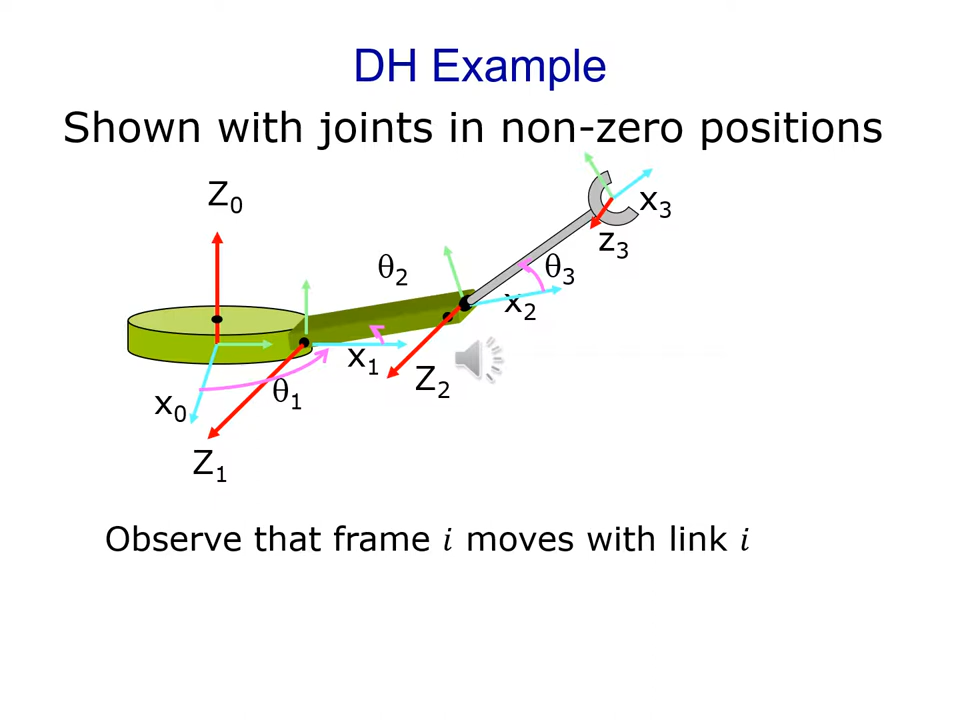 DH Example
Shown with joints in non-zero positions
Z₀
x₃
z₃
θ₂
θ₃
x₂
x₁
Z₂
θ₁
x₀
Z₁
Observe that frame i moves with link i